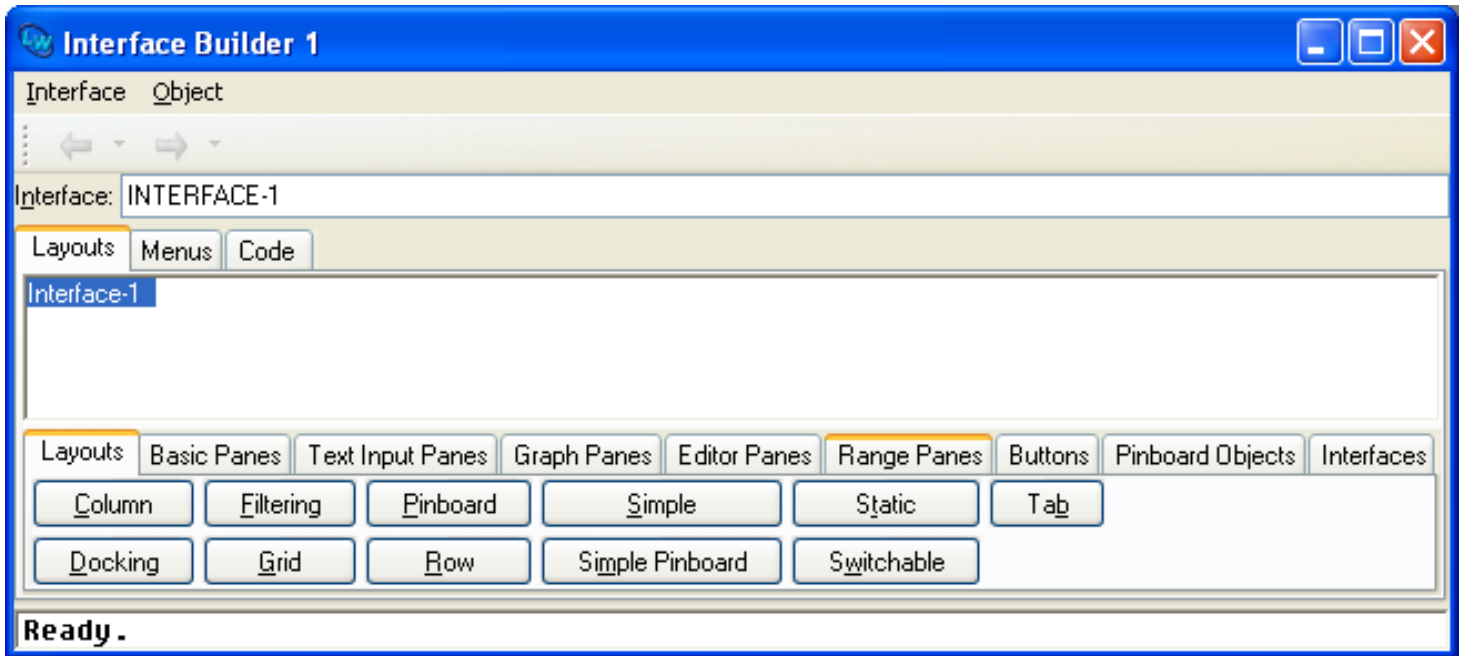 LW Interface Builder 1
Interface Object
Interface: INTERFACE-1
Layouts Menus Code
Interface-1
Layouts Basic Panes Text Input Panes Graph Panes Editor Panes Range Panes Buttons Pinboard Objects Interfaces
Column Filtering Pinboard Simple Static Tab
Docking Grid Row Simple Pinboard Switchable
Ready.